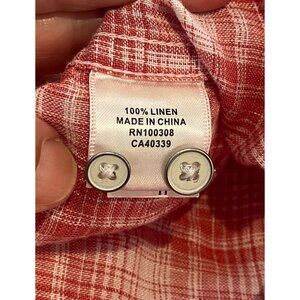 100% LINEN
MADE IN CHINA
RN100308
CA40339